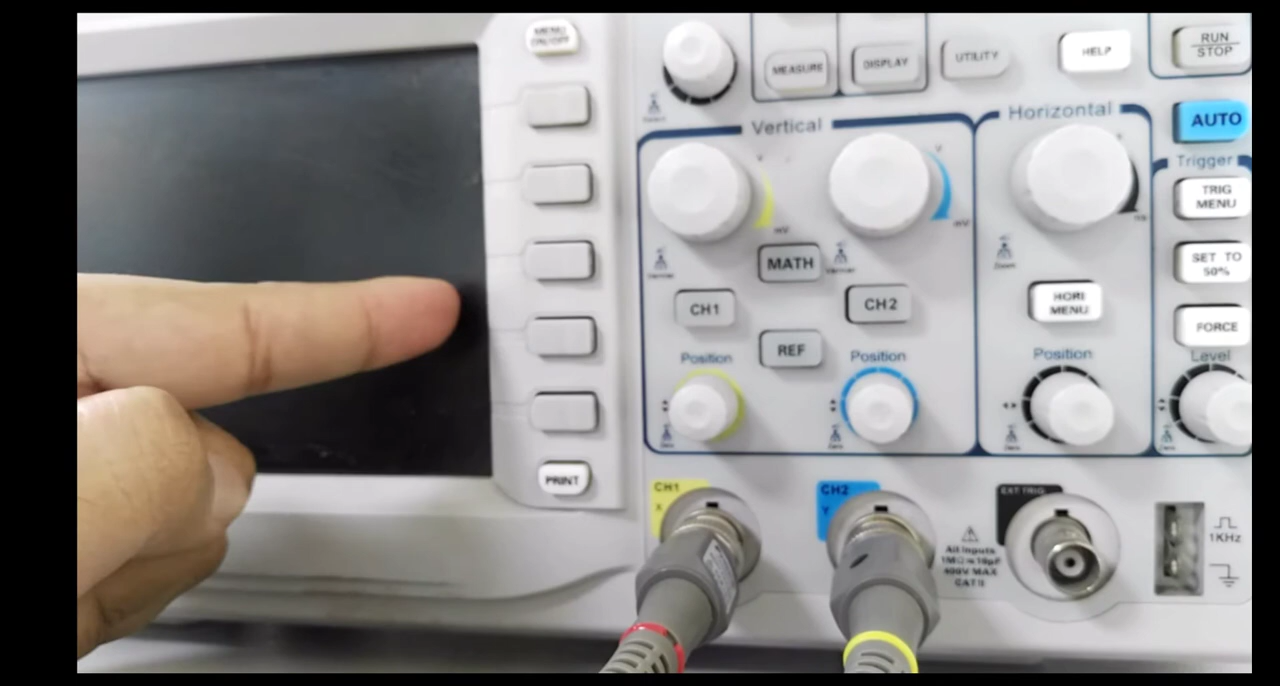 MENU
ON/OFF
MEASURE
DISPLAY
UTILITY
HELP
RUN
STOP
AUTO
Vertical
Horizontal
Trigger
V
mV
V
mV
TRIG
MENU
MATH
SET TO
50%
CH1
CH2
HORI
MENU
FORCE
REF
Position
Position
Position
Level
PRINT
CH1
X
CH2
Y
EXT TRIG
All Inputs
400V MAX
CAT II
1KHz